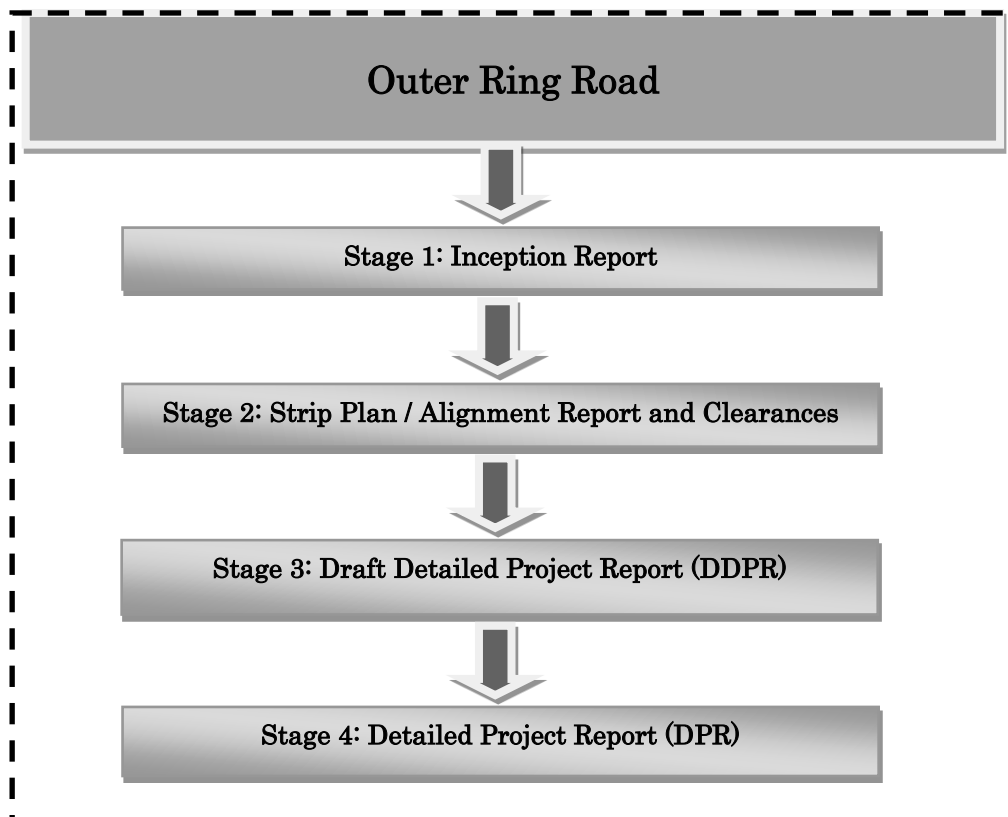 Outer Ring Road
Stage 1: Inception Report
Stage 2: Strip Plan / Alignment Report and Clearances
Stage 3: Draft Detailed Project Report (DDPR)
Stage 4: Detailed Project Report (DPR)